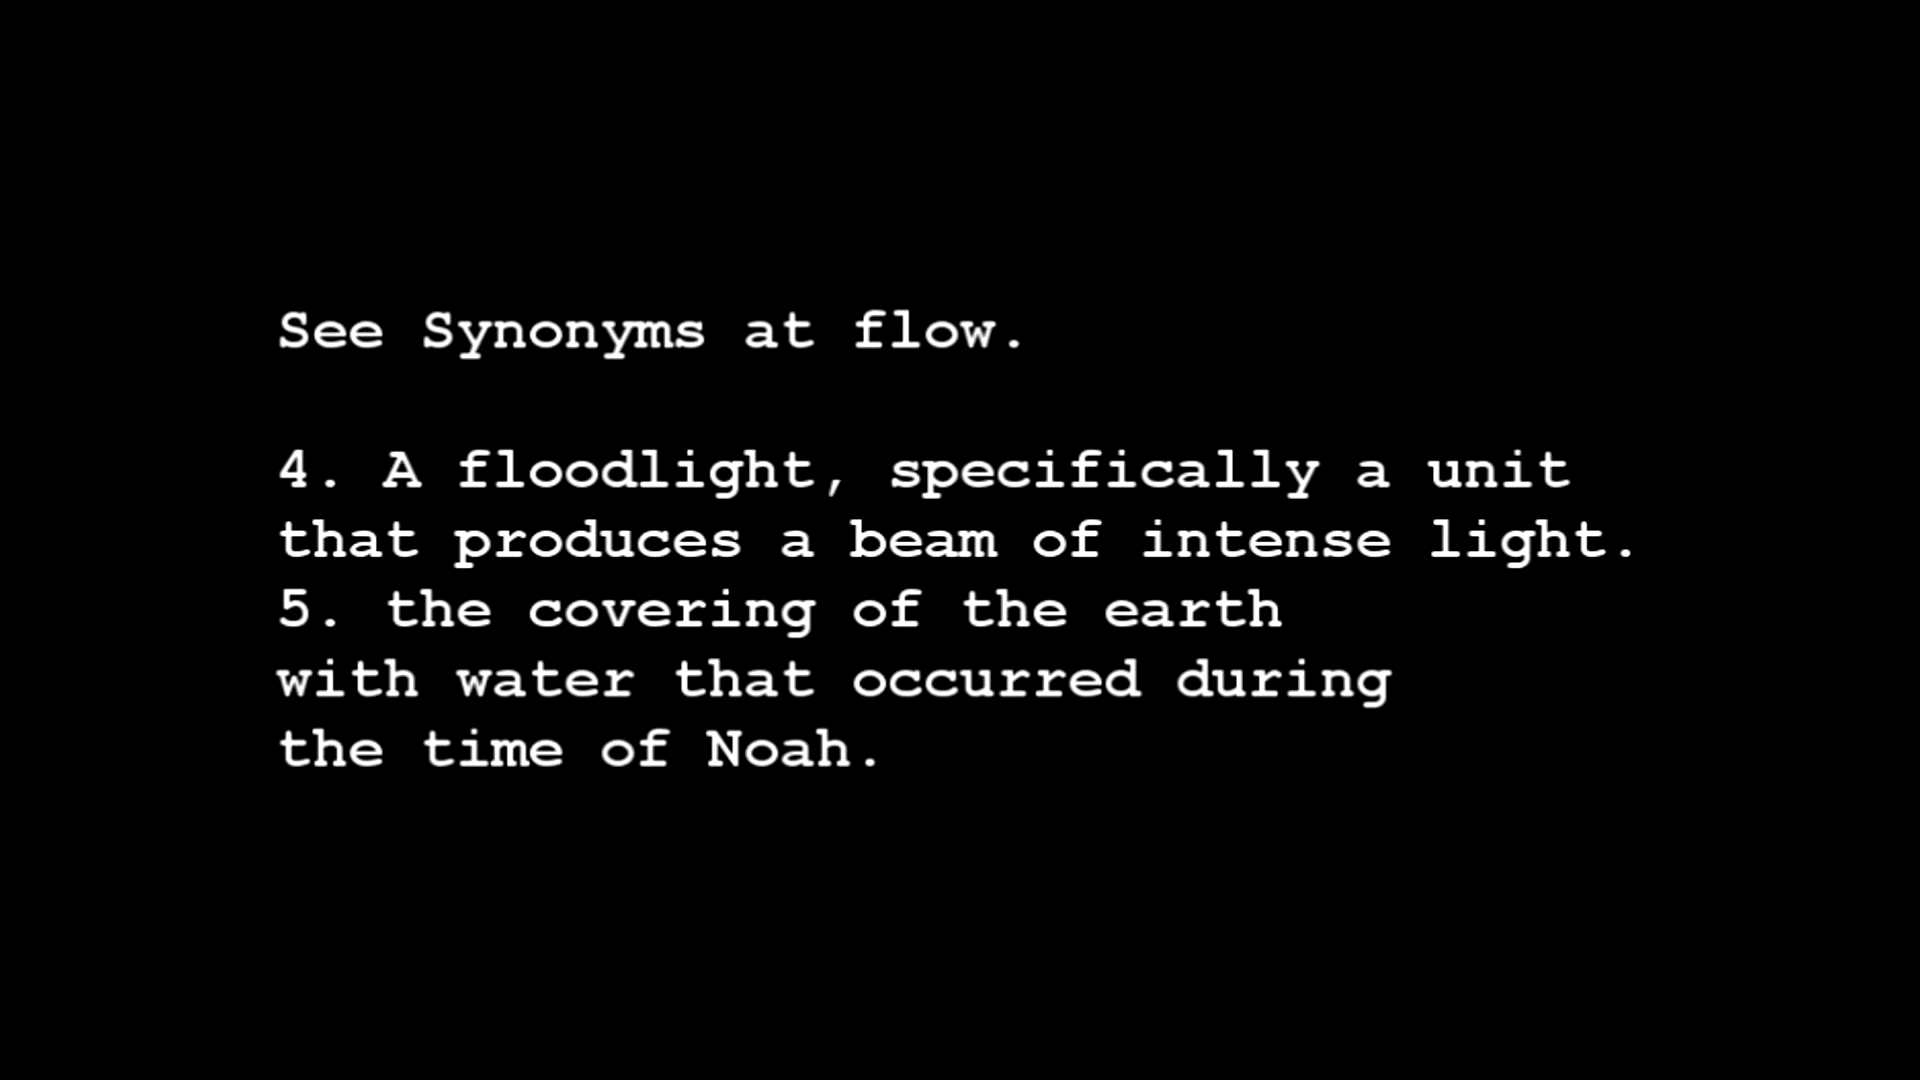 See Synonyms at flow.
4. A floodlight, specifically a unit
that produces a beam of intense light.
5. the covering of the earth
with water that occurred during
the time of Noah.